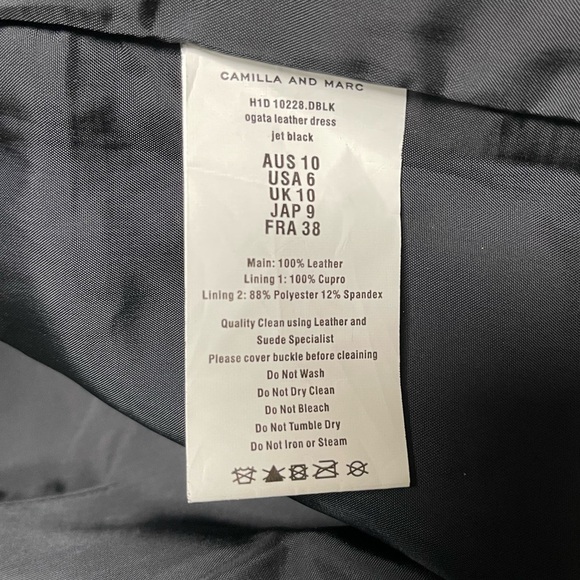 CAMILLA AND MARC
H1D10228.DBLK
ogata leather dress
jet black
AUS 10
USA 6
UK 10
JAP 9
FRA 38
Main: 100% Leather
Lining 1: 100% Cupro
Lining 2: 88% Polyester 12% Spandex
Quality Clean using Leather and
Suede Specialist
Please cover buckle before claining
Do Not Wash
Do Not Dry Clean
Do Not Bleach
Do Not Tumble Dry
Do Not Iron or Steam